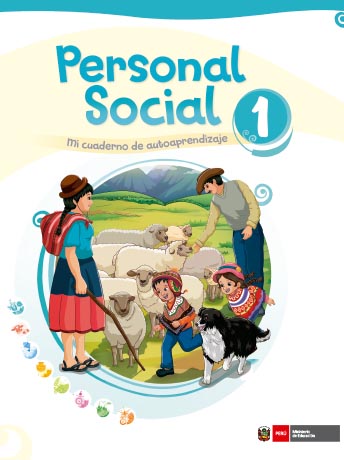 Personal
Social 1
Mi cuaderno de autoaprendizaje
PERÚ
Ministerio
de Educación